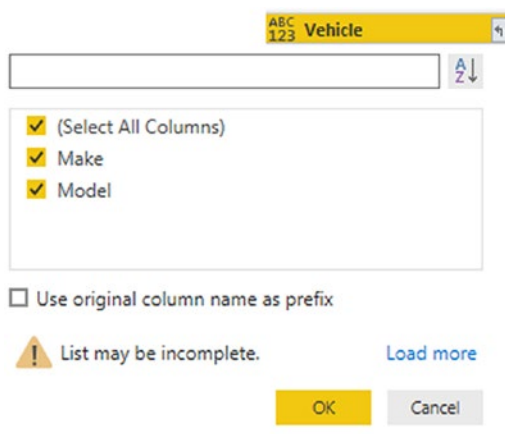 ABC
123 Vehicle
A
Z
(Select All Columns)
Make
Model
Use original column name as prefix
List may be incomplete. Load more
OK Cancel